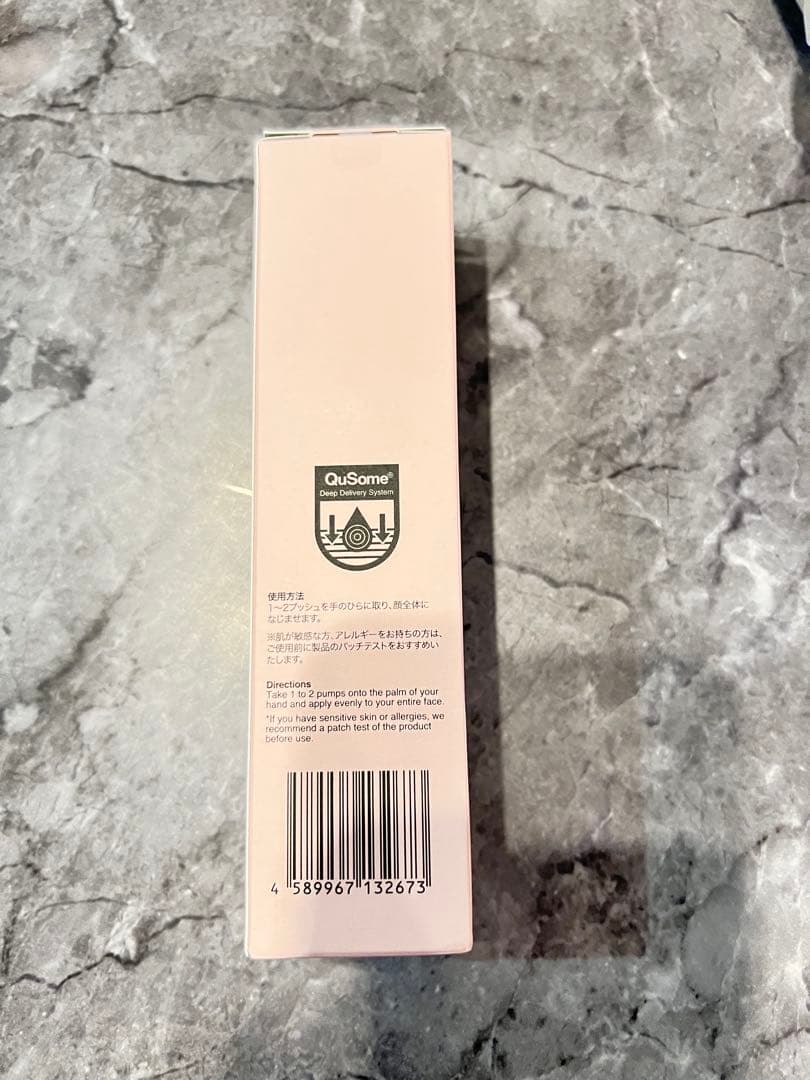 QuSome®
Deep Delivery System
使用方法
1〜2プッシュを手のひらに取り、顔全体に
なじませます。
※肌が敏感な方、アレルギーをお持ちの方は、
ご使用前に製品のパッチテストをおすすめい
たします。
Directions
Take 1 to 2 pumps onto the palm of your
hand and apply evenly to your entire face.
*If you have sensitive skin or allergies, we
recommend a patch test of the product
before use.
4 589967 132673